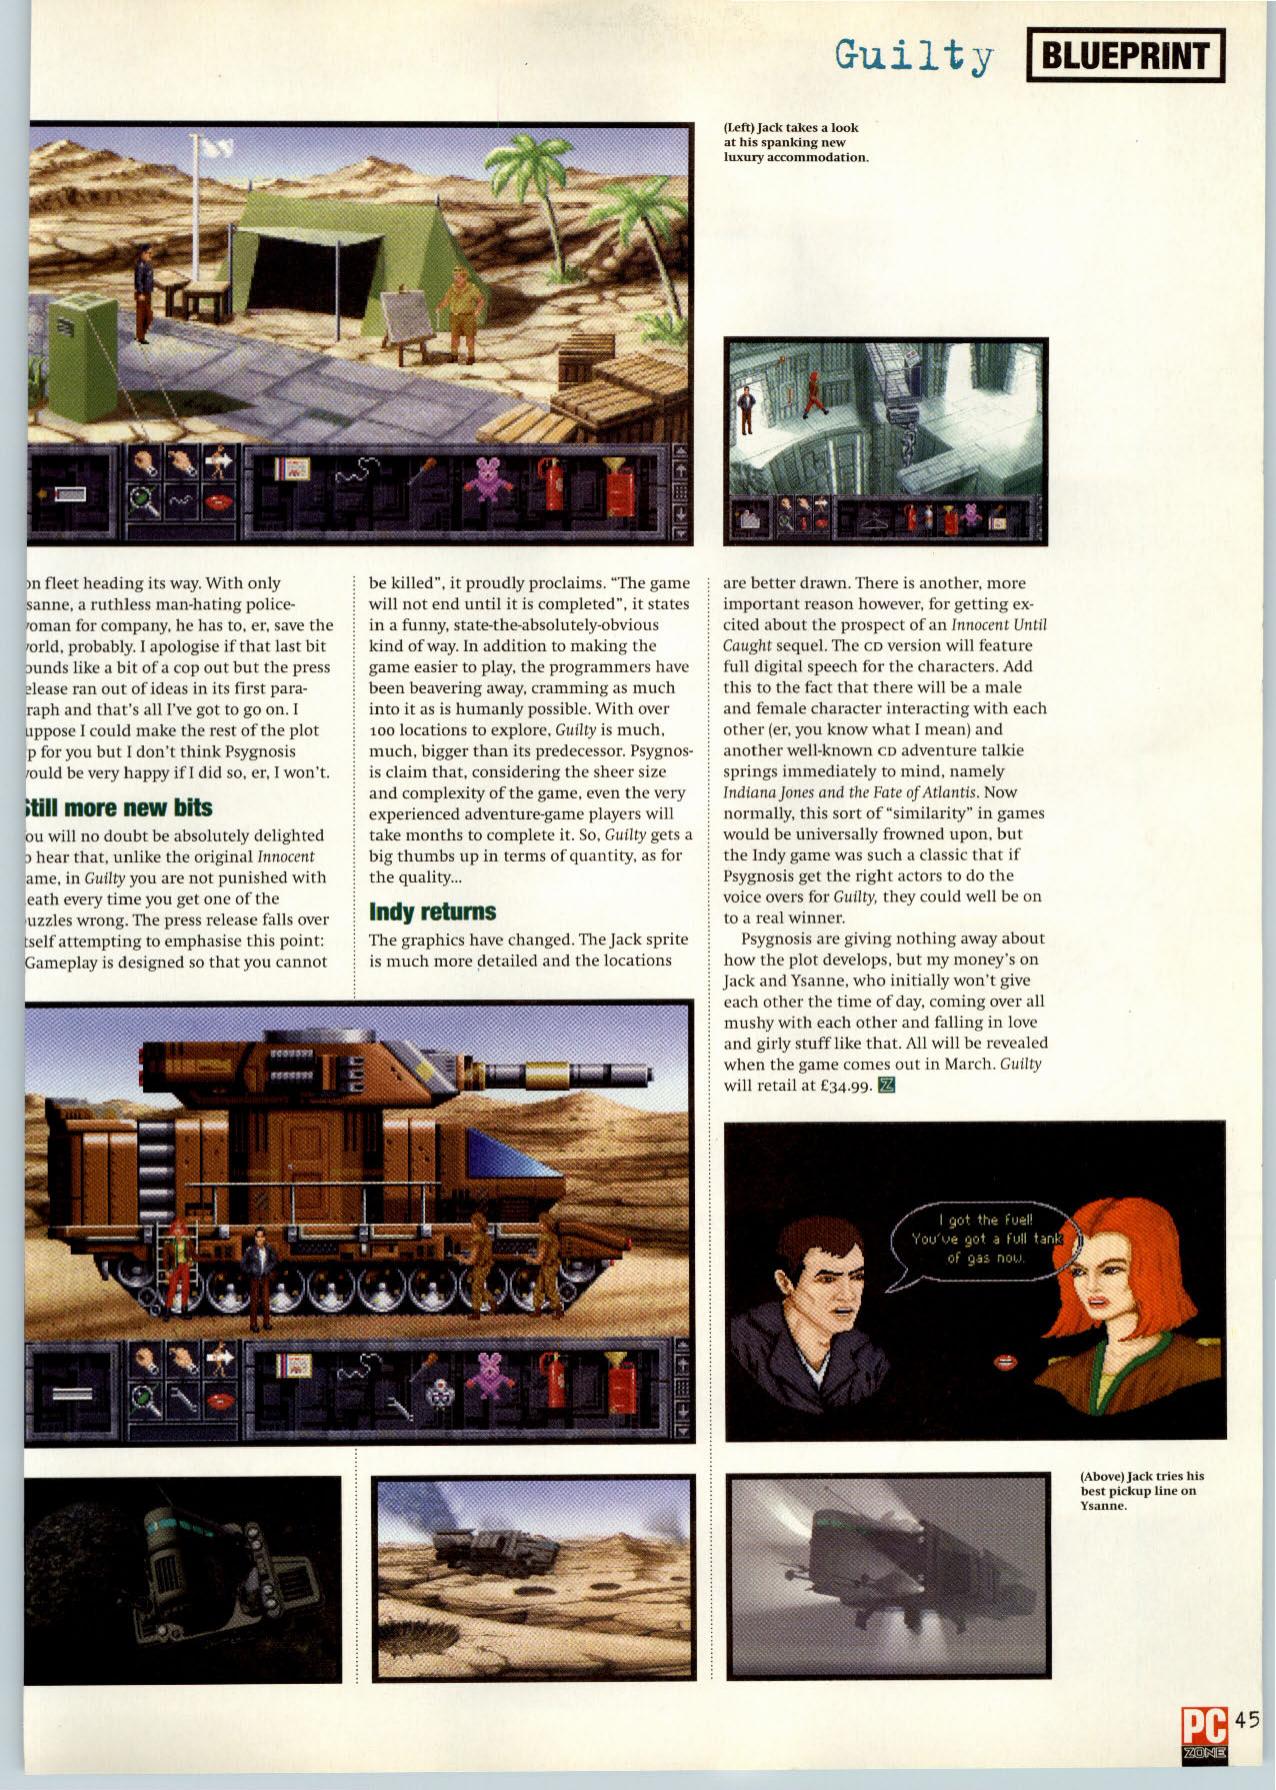 Guilty BLUEPRINT
(Left) Jack takes a look
at his spanking new
luxury accommodation.
fleet heading its way. With only
a ruthless man-hating police-
for company, he has to, er, save the
probably. I apologise if that last bit
like a bit of a cop out but the press
ran out of ideas in its first para-
and that's all I've got to go on. I
I could make the rest of the plot
for you but I don't think Psygnosis
be very happy if I did so, er, I won't.
Still more new bits
will no doubt be absolutely delighted
hear that, unlike the original Innocent
in Guilty you are not punished with
every time you get one of the
wrong. The press release falls over
attempting to emphasise this point:
Gameplay is designed so that you cannot
be killed", it proudly proclaims. "The game
will not end until it is completed", it states
in a funny, state-the-absolutely-obvious
kind of way. In addition to making the
game easier to play, the programmers have
been beavering away, cramming as much
into it as is humanly possible. With over
100 locations to explore, Guilty is much,
much, bigger than its predecessor. Psygnos-
is claim that, considering the sheer size
and complexity of the game, even the very
experienced adventure-game players will
take months to complete it. So, Guilty gets a
big thumbs up in terms of quantity, as for
the quality...
Indy returns
The graphics have changed. The Jack sprite
is much more detailed and the locations
are better drawn. There is another, more
important reason however, for getting ex-
cited about the prospect of an Innocent Until
Caught sequel. The CD version will feature
full digital speech for the characters. Add
this to the fact that there will be a male
and female character interacting with each
other (er, you know what I mean) and
another well-known CD adventure talkie
springs immediately to mind, namely
Indiana Jones and the Fate of Atlantis. Now
normally, this sort of "similarity" in games
would be universally frowned upon, but
the Indy game was such a classic that if
Psygnosis get the right actors to do the
voice overs for Guilty, they could well be on
to a real winner.
Psygnosis are giving nothing away about
how the plot develops, but my money's on
Jack and Ysanne, who initially won't give
each other the time of day, coming over all
mushy with each other and falling in love
and girly stuff like that. All will be revealed
when the game comes out in March. Guilty
will retail at £34.99. Z
I got the fuel!
You've got a full tank
of gas now.
(Above) Jack tries his
best pickup line on
Ysanne.
PC
ZONE
45